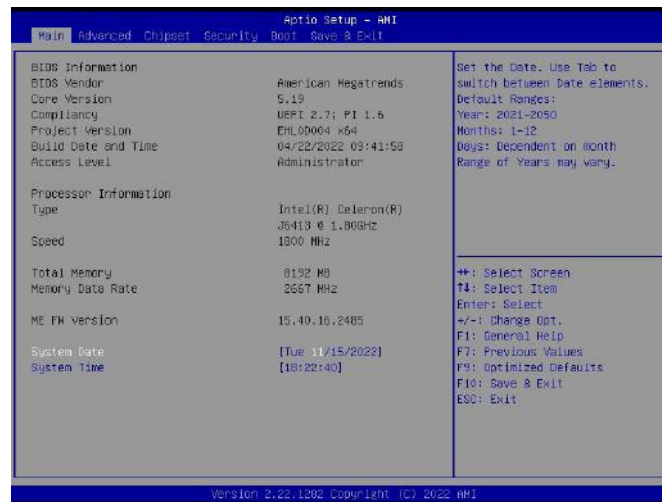 Aptio Setup - AMI
Main Advanced Chipset Security Boot Save & Exit
BIOS Information
BIOS Vendor American Megatrends
Core Version 5.19
Compliancy UEFI 2.7; PI 1.6
Project Version EHL0D004 x64
Build Date and Time 04/22/2022 09:41:58
Access Level Administrator
Processor Information
Type Intel(R) Celeron(R)
J6413 @ 1.80GHz
Speed 1800 MHz
Total Memory 8192 MB
Memory Data Rate 2667 MHz
ME FW Version 15.40.16.2485
System Date [Tue 11/15/2022]
System Time [18:22:40]
Set the Date. Use Tab to
switch between Date elements.
Default Ranges:
Year: 2021-2050
Months: 1-12
Days: Dependent on month
Range of Years may vary.
→←: Select Screen
↑↓: Select Item
Enter: Select
+/-: Change Opt.
F1: General Help
F7: Previous Values
F9: Optimized Defaults
F10: Save & Exit
ESC: Exit
Version 2.22.1282 Copyright (C) 2022 AMI